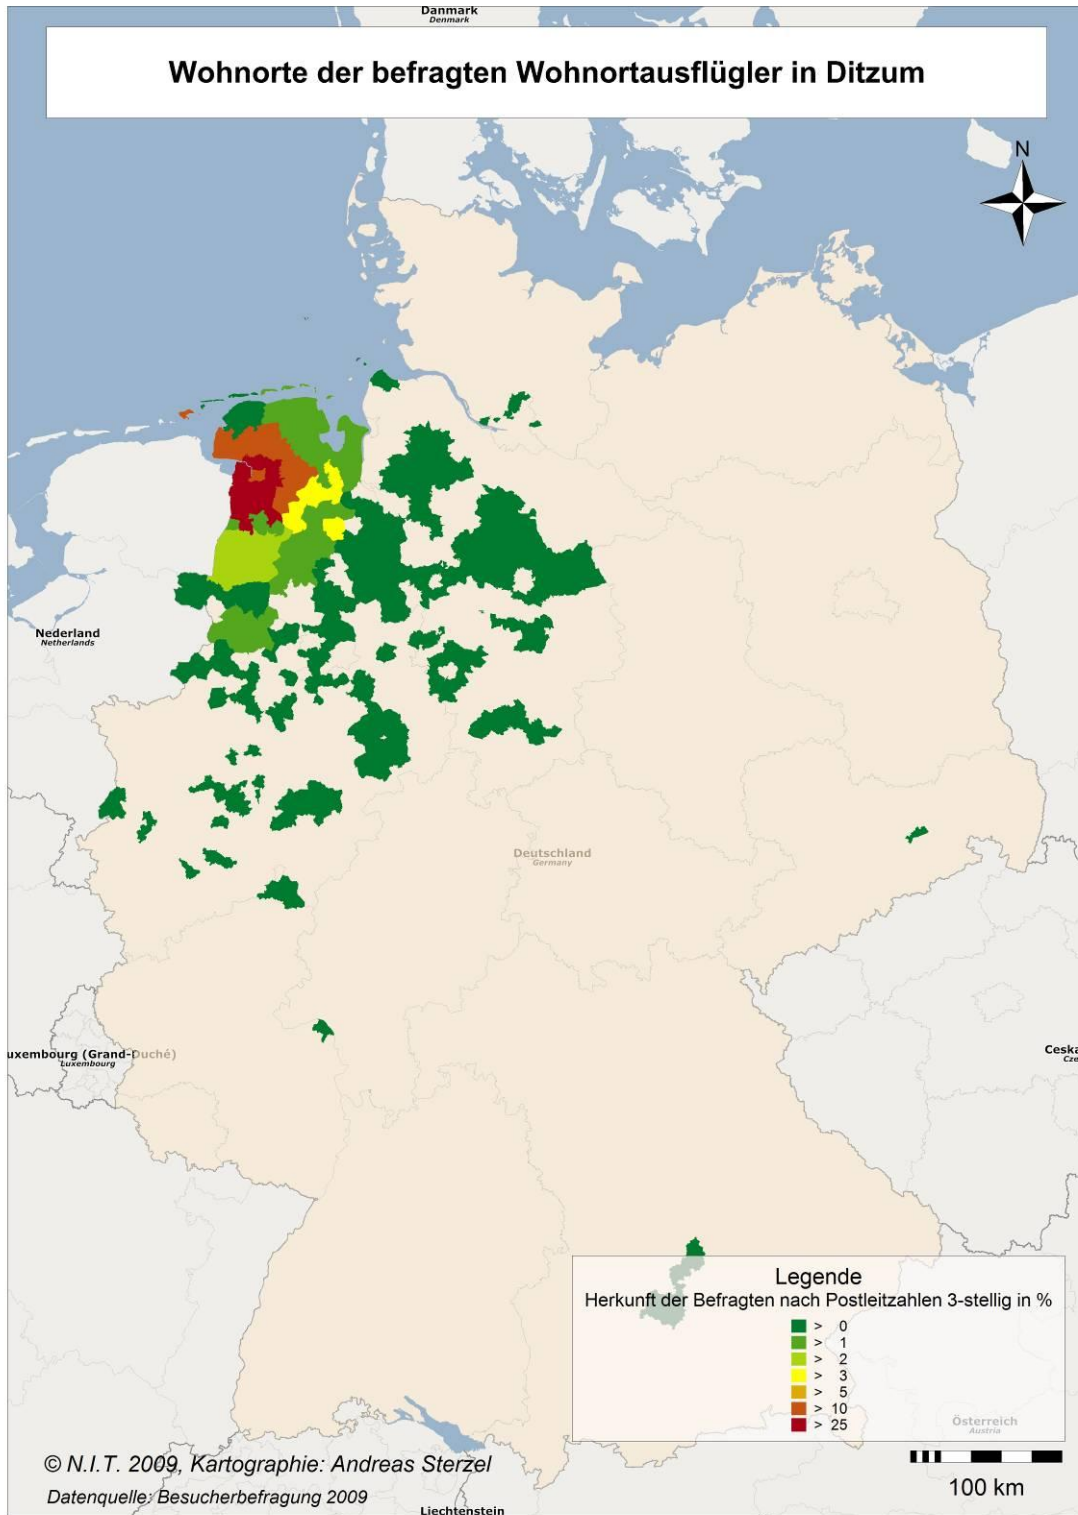 Danmark
Denmark
Wohnorte der befragten Wohnortausflügler in Ditzum
N
Nederland
Netherlands
Deutschland
Germany
uxembourg (Grand-Duché)
Luxembourg
Ceska
Cze
Legende
Herkunft der Befragten nach Postleitzahlen 3-stellig in %
> 0
> 1
> 2
> 3
> 5
> 10
> 25
Österreich
Austria
© N.I.T. 2009, Kartographie: Andreas Sterzel
100 km
Datenquelle: Besucherbefragung 2009
Liechtenstein